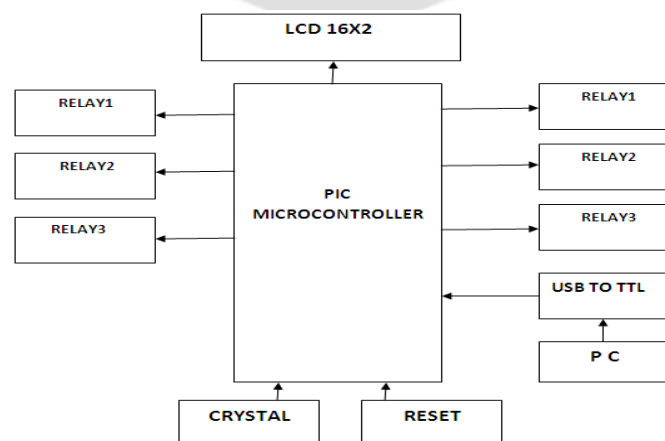 LCD 16X2
RELAY1
RELAY1
RELAY2
RELAY2
PIC
MICROCONTROLLER
RELAY3
RELAY3
USB TO TTL
P C
CRYSTAL
RESET